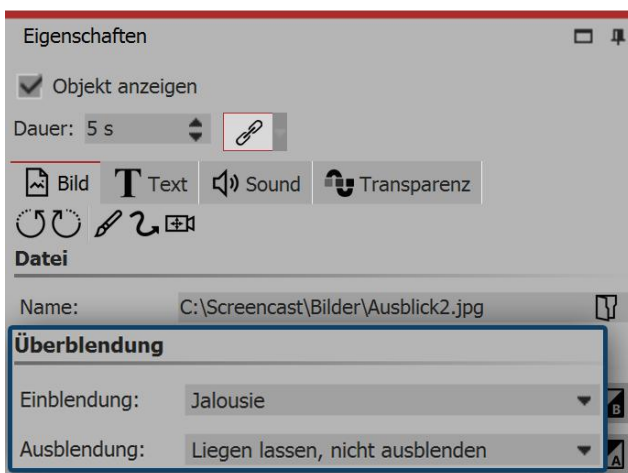 Eigenschaften
Objekt anzeigen
Dauer: 5 s
Bild Text Sound Transparenz
Datei
Name: C:\Screencast\Bilder\Ausblick2.jpg
Überblendung
Einblendung: Jalousie
B
Ausblendung: Liegen lassen, nicht ausblenden
A